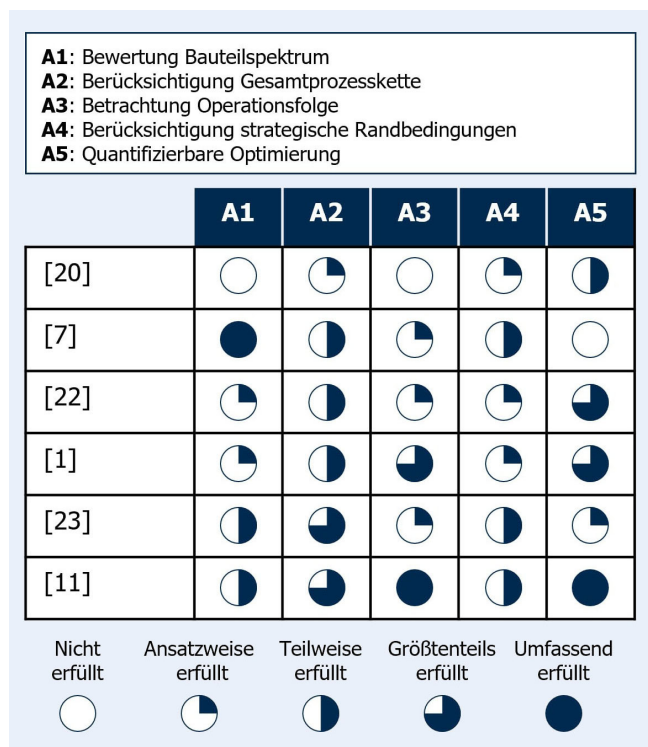 A1: Bewertung Bauteilspektrum
A2: Berücksichtigung Gesamtprozesskette
A3: Betrachtung Operationsfolge
A4: Berücksichtigung strategische Randbedingungen
A5: Quantifizierbare Optimierung
A1 A2 A3 A4 A5
[20]
[7]
[22]
[1]
[23]
[11]
Nicht Ansatzweise Teilweise Größtenteils Umfassend
erfüllt erfüllt erfüllt erfüllt erfüllt